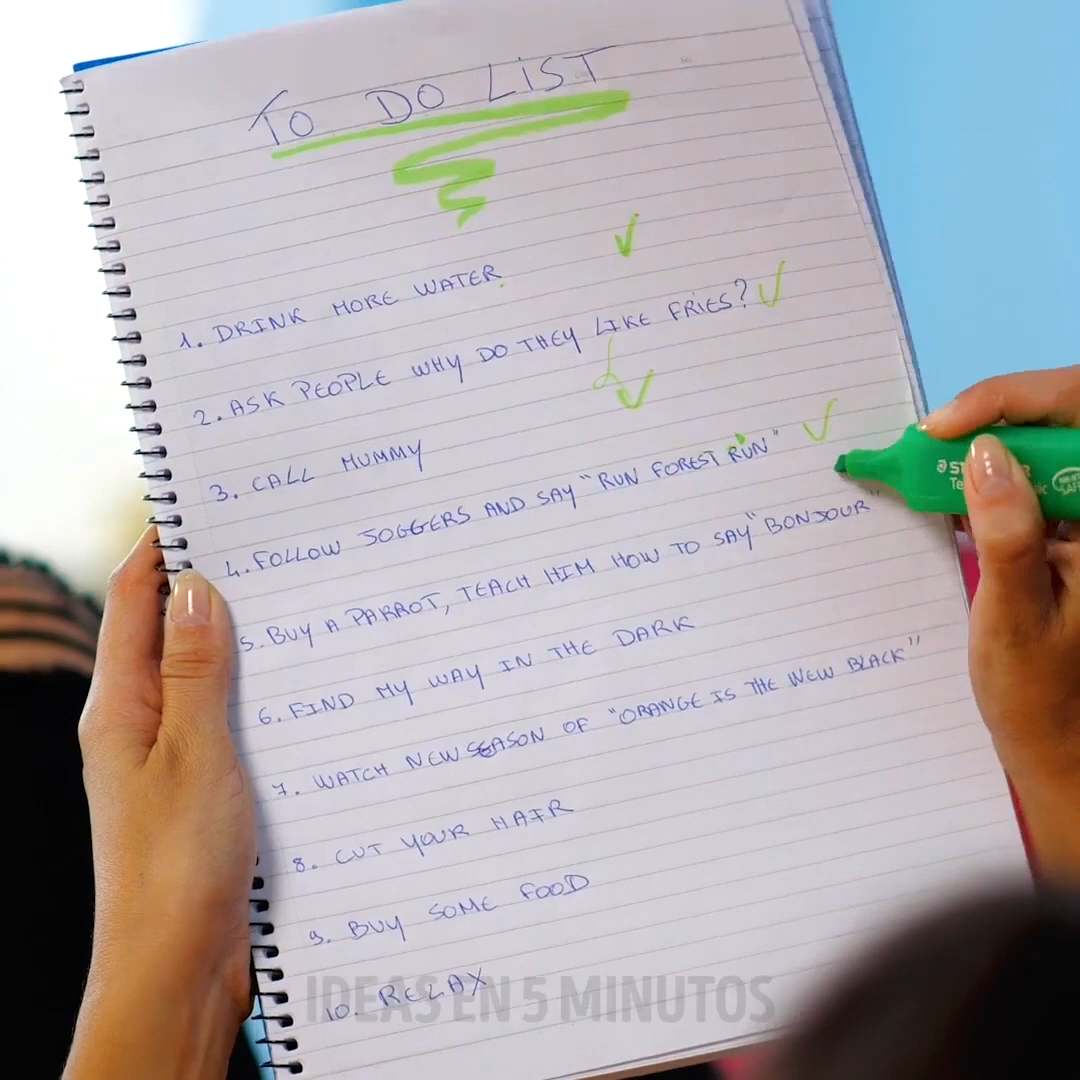 TO DO LIST
1. DRINK MORE WATER.
2. ASK PEOPLE WHY DO THEY LIKE FRIES?
3. CALL MUMMY
4. FOLLOW JOGGERS AND SAY "RUN FOREST RUN"
5. BUY A PARROT, TEACH HIM HOW TO SAY "BONJOUR"
6. FIND MY WAY IN THE DARK
7. WATCH NEW SEASON OF "ORANGE IS THE NEW BLACK"
8. CUT YOUR HAIR
9. BUY SOME FOOD
10. RELAX
IDEAS EN 5 MINUTOS